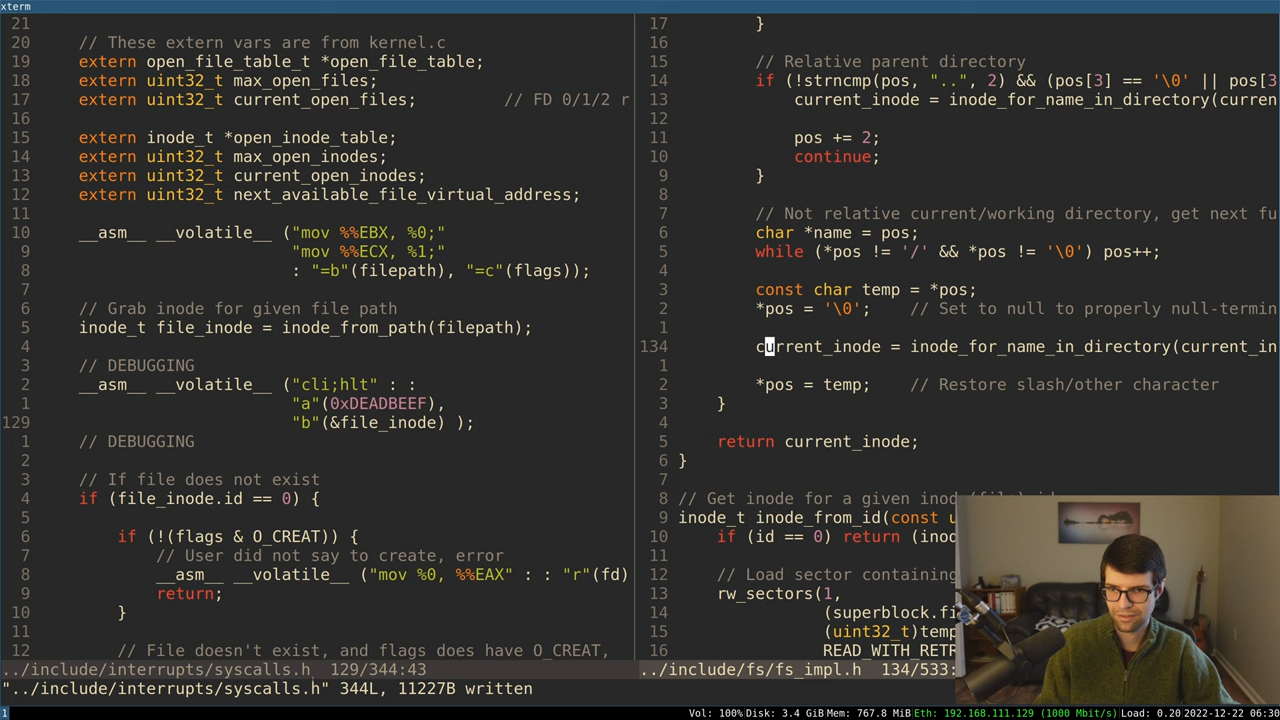 xterm
21
20 // These extern vars are from kernel.c
19 extern open_file_table_t *open_file_table;
18 extern uint32_t max_open_files;
17 extern uint32_t current_open_files; // FD 0/1/2 r
16
15 extern inode_t *open_inode_table;
14 extern uint32_t max_open_inodes;
13 extern uint32_t current_open_inodes;
12 extern uint32_t next_available_file_virtual_address;
11
10 __asm__ __volatile__ ("mov %%EBX, %0;"
9 "mov %%ECX, %1;"
8 : "=b"(filepath), "=c"(flags));
7
6 // Grab inode for given file path
5 inode_t file_inode = inode_from_path(filepath);
4
3 // DEBUGGING
2 __asm__ __volatile__ ("cli;hlt" : :
1 "a"(0xDEADBEEF),
129 "b"(&file_inode) );
1 // DEBUGGING
2
3 // If file does not exist
4 if (file_inode.id == 0) {
5
6 if (!(flags & O_CREAT)) {
7 // User did not say to create, error
8 __asm__ __volatile__ ("mov %0, %%EAX" : : "r"(fd)
9 return;
10 }
11
12 // File doesn't exist, and flags does have O_CREAT,
../include/interrupts/syscalls.h 129/344:43
"../include/interrupts/syscalls.h" 344L, 11227B written
17 }
16
15 // Relative parent directory
14 if (!strncmp(pos, "..", 2) && (pos[3] == '\0' || pos[3
13 current_inode = inode_for_name_in_directory(curren
12
11 pos += 2;
10 continue;
9 }
8
7 // Not relative current/working directory, get next fu
6 char *name = pos;
5 while (*pos != '/' && *pos != '\0') pos++;
4
3 const char temp = *pos;
2 *pos = '\0'; // Set to null to properly null-termin
1
134 current_inode = inode_for_name_in_directory(current_in
1
2 *pos = temp; // Restore slash/other character
3 }
4
5 return current_inode;
6 }
7
8 // Get inode for a given inod
9 inode_t inode_from_id(const u
10 if (id == 0) return (inod
11
12 // Load sector containing
13 rw_sectors(1,
14 (superblock.fi
15 (uint32_t)temp
16 READ_WITH_RETR
../include/fs/fs_impl.h 134/533:
1 Vol: 100% Disk: 3.4 GiB Mem: 767.8 MiB Eth: 192.168.111.129 (1000 Mbit/s) Load: 0.20 2022-12-22 06:30